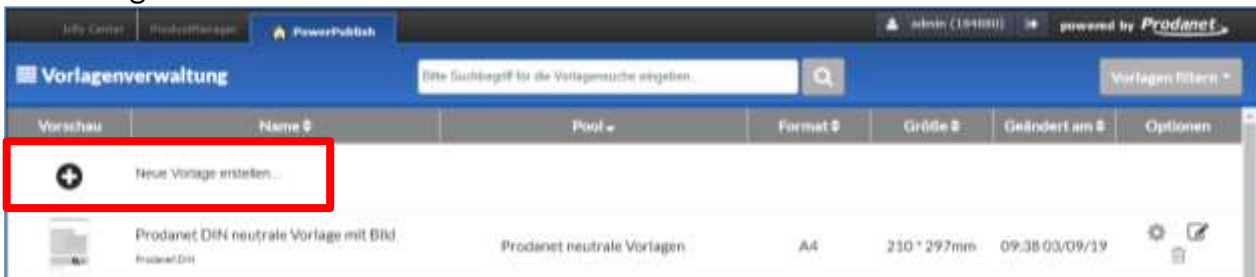 Info Center ProductManager PowerPublish admin (184880) powered by Prodanet
Vorlagenverwaltung Bitte Suchbegriff für die Vorlagensuche eingeben... Vorlagen filtern
Vorschau Name Pool Format Größe Geändert am Optionen
Neue Vorlage erstellen...
Prodanet DIN neutrale Vorlage mit Bild Prodanet neutrale Vorlagen A4 210 * 297mm 09:38 03/09/19
Prodanet DIN